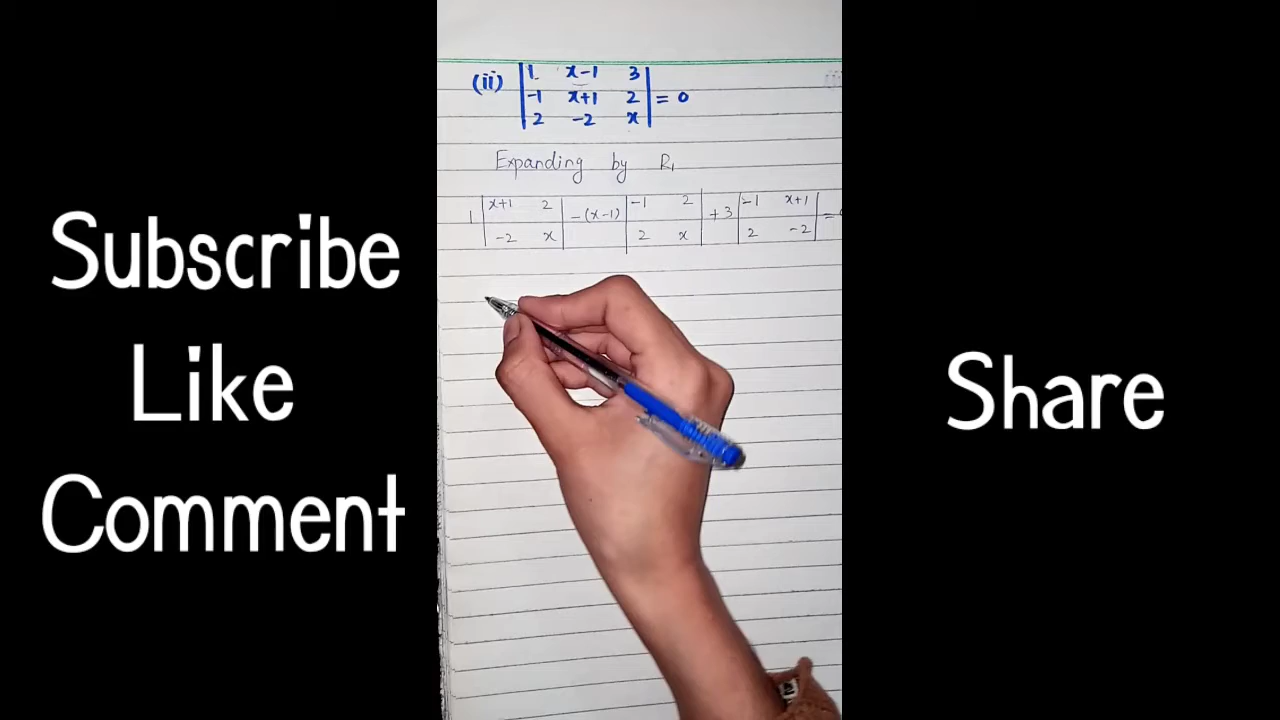 Subscribe
Like
Comment
(ii) | 1 x-1 3 |
| -1 x+1 2 | = 0
| 2 -2 x |
Expanding by R₁
1 | x+1 2 | -(x-1) | -1 2 | +3 | -1 x+1 | =
| -2 x | | 2 x | | 2 -2 |
Share